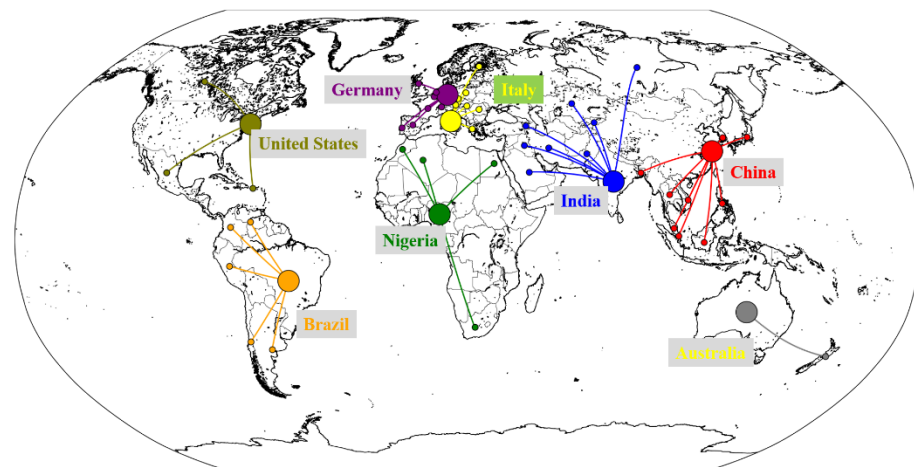 Germany
Italy
United States
China
India
Nigeria
Brazil
Australia